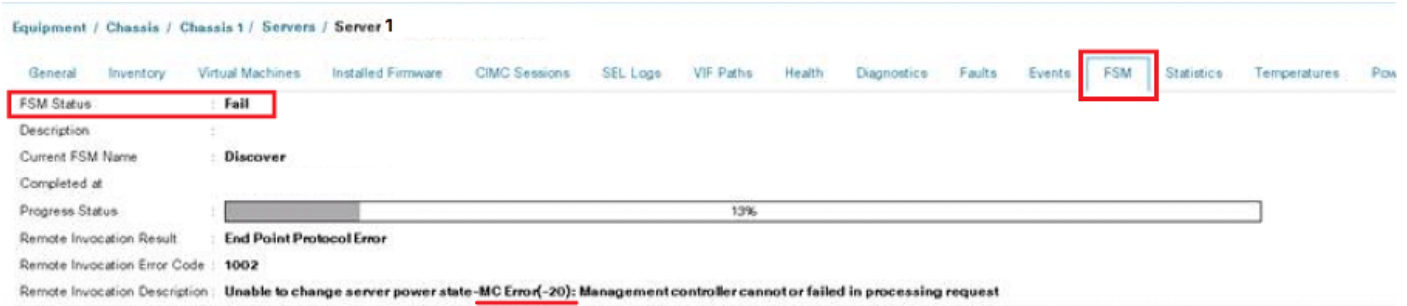 Equipment / Chassis / Chassis 1 / Servers / Server 1
General Inventory Virtual Machines Installed Firmware CIMC Sessions SEL Logs VIF Paths Health Diagnostics Faults Events FSM Statistics Temperatures Pow
FSM Status : Fail
Description :
Current FSM Name : Discover
Completed at
Progress Status : 13%
Remote Invocation Result : End Point Protocol Error
Remote Invocation Error Code : 1002
Remote Invocation Description : Unable to change server power state-MC Error(-20): Management controller cannot or failed in processing request